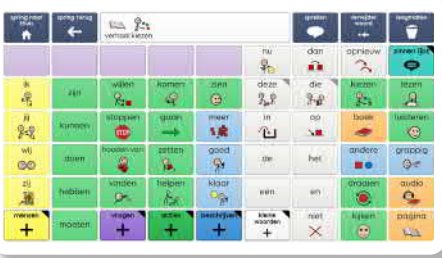 spring naar thuis
spring terug
verhaal kiezen
spreken
verwijder woord
leegmaken
nu dan opnieuw zinnen lijst
ik zijn willen komen zien deze die kiezen lezen
jij kunnen stoppen gaan meer in op boek luisteren
STOP
wij doen houden van zetten goed de het andere grappig
zij hebben vinden helpen klaar een en draaien audio
mensen moeten vragen acties beschrijven kleine woorden niet kijken pagina